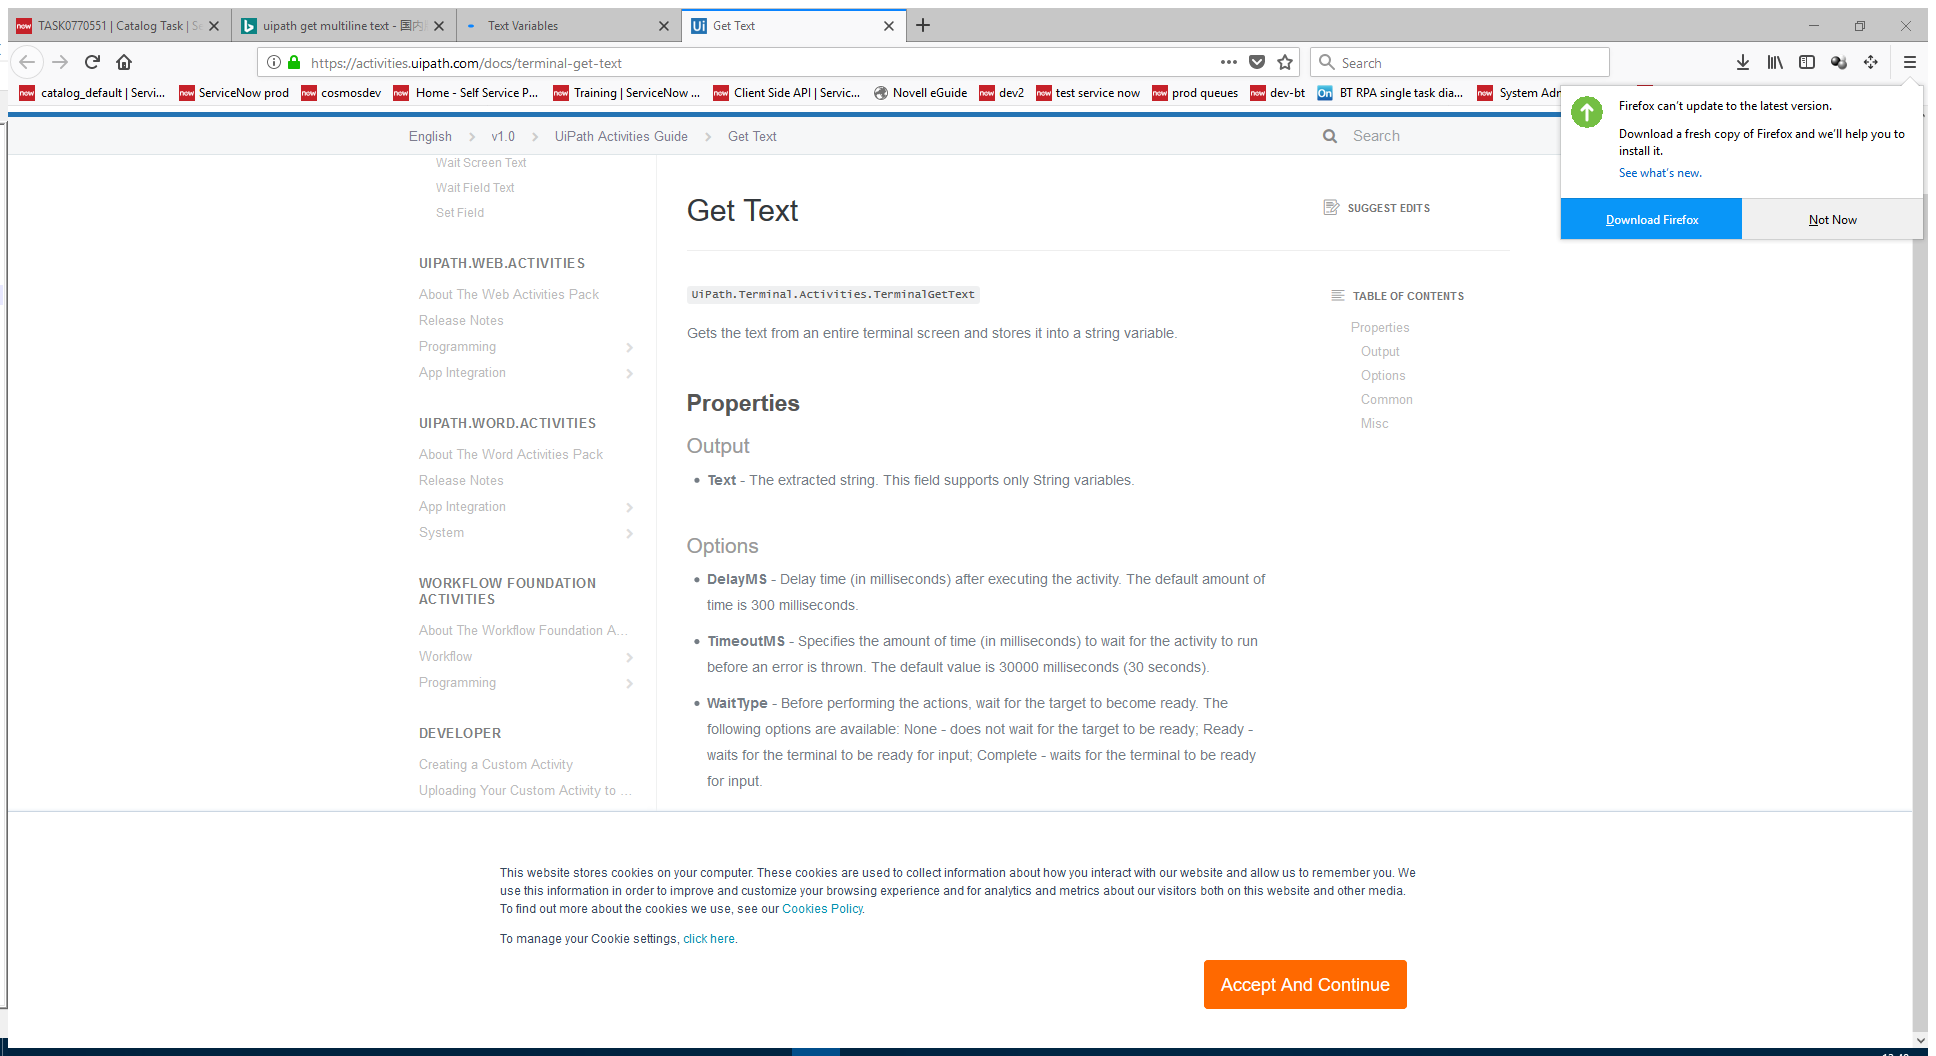 TASK0770551 | Catalog Task | Se
uipath get multiline text - 国内
Text Variables
Get Text
https://activities.uipath.com/docs/terminal-get-text
Search
catalog_default | Servi...
ServiceNow prod
cosmosdev
Home - Self Service P...
Training | ServiceNow ...
Client Side API | Servic...
Novell eGuide
dev2
test service now
prod queues
dev-bt
BT RPA single task dia...
System Adm
Firefox can't update to the latest version.
Download a fresh copy of Firefox and we'll help you to
install it.
See what's new.
Download Firefox
Not Now
English
v1.0
UiPath Activities Guide
Get Text
Search
Wait Screen Text
Wait Field Text
Set Field
UIPATH.WEB.ACTIVITIES
About The Web Activities Pack
Release Notes
Programming
App Integration
UIPATH.WORD.ACTIVITIES
About The Word Activities Pack
Release Notes
App Integration
System
WORKFLOW FOUNDATION
ACTIVITIES
About The Workflow Foundation A...
Workflow
Programming
DEVELOPER
Creating a Custom Activity
Uploading Your Custom Activity to ...
Get Text
SUGGEST EDITS
UiPath.Terminal.Activities.TerminalGetText
Gets the text from an entire terminal screen and stores it into a string variable.
Properties
Output
• Text - The extracted string. This field supports only String variables.
Options
• DelayMS - Delay time (in milliseconds) after executing the activity. The default amount of
time is 300 milliseconds.
• TimeoutMS - Specifies the amount of time (in milliseconds) to wait for the activity to run
before an error is thrown. The default value is 30000 milliseconds (30 seconds).
• WaitType - Before performing the actions, wait for the target to become ready. The
following options are available: None - does not wait for the target to be ready; Ready -
waits for the terminal to be ready for input; Complete - waits for the terminal to be ready
for input.
TABLE OF CONTENTS
Properties
Output
Options
Common
Misc
This website stores cookies on your computer. These cookies are used to collect information about how you interact with our website and allow us to remember you. We
use this information in order to improve and customize your browsing experience and for analytics and metrics about our visitors both on this website and other media.
To find out more about the cookies we use, see our Cookies Policy.
To manage your Cookie settings, click here.
Accept And Continue